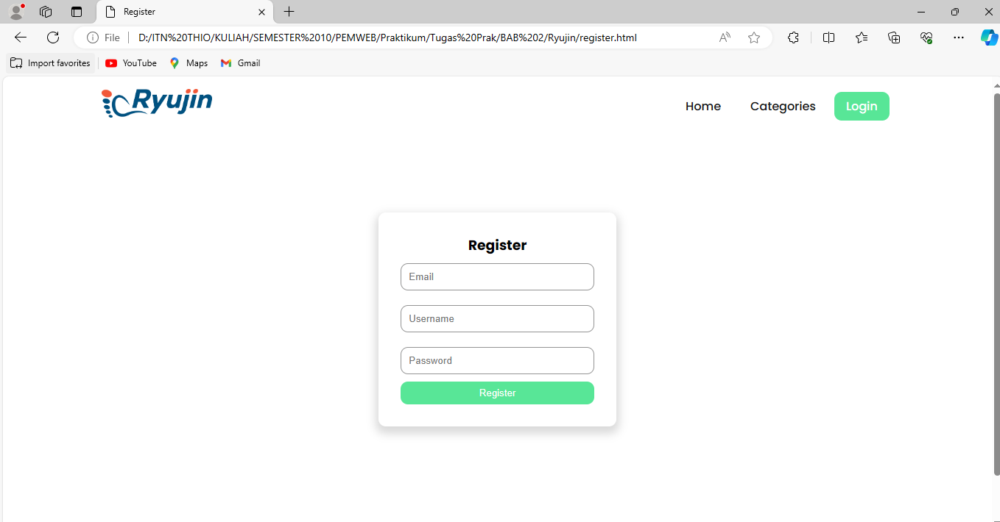 Register
File D:/ITN%20THIO/KULIAH/SEMESTER%2010/PEMWEB/Praktikum/Tugas%20Prak/BAB%202/Ryujin/register.html
Import favorites YouTube Maps Gmail
Ryujin Home Categories Login
Register
Email
Username
Password
Register